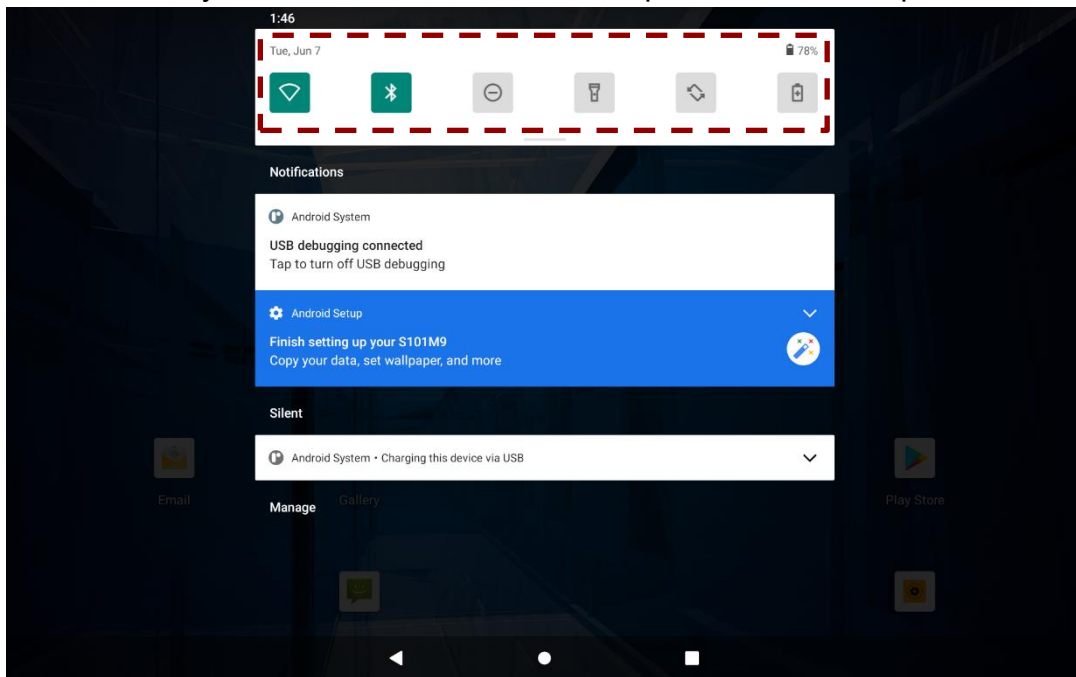 1:46
Tue, Jun 7
78%
Notifications
Android System
USB debugging connected
Tap to turn off USB debugging
Android Setup
Finish setting up your S101M9
Copy your data, set wallpaper, and more
Silent
Android System • Charging this device via USB
Email
Gallery
Play Store
Manage